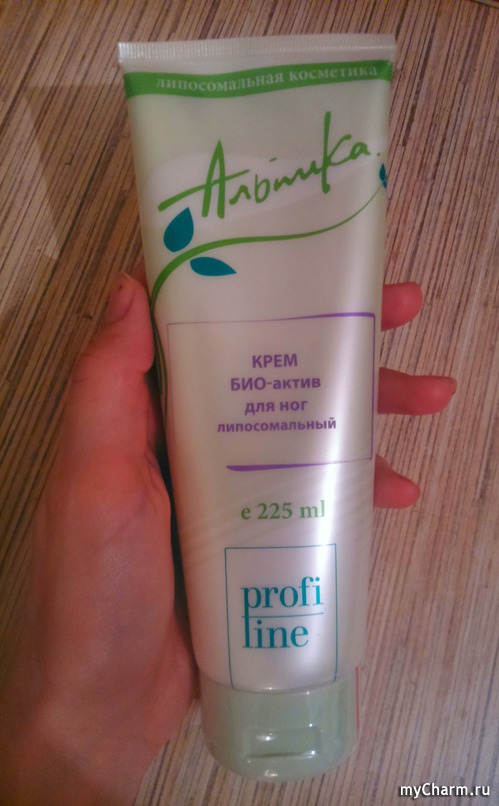 липосомальная косметика
Альпика
КРЕМ
БИО-актив
для ног
липосомальный
e 225 ml
profi
line
myCharm.ru